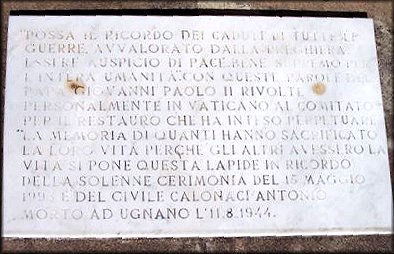 "POSSA IL RICORDO DEI CADUTI DI TUTTE LE
GUERRE, AVVALORATO DALLA PREGHIERA
ESSERE AUSPICIO DI PACE, BENE SUPREMO PER
L'INTERA UMANITÀ" CON QUESTE PAROLE DEL
PAPA GIOVANNI PAOLO II RIVOLTE
PERSONALMENTE IN VATICANO AL COMITATO
PER IL RESTAURO CHE HA INTESO PERPETUARE
LA MEMORIA DI QUANTI HANNO SACRIFICATO
LA LORO VITA PERCHÉ GLI ALTRI AVESSERO LA
VITA SI PONE QUESTA LAPIDE IN RICORDO
DELLA SOLENNE CERIMONIA DEL 15 MAGGIO
E DEL CIVILE CALONACI ANTONIO
MORTO AD UGNANO L'11.8.1944.